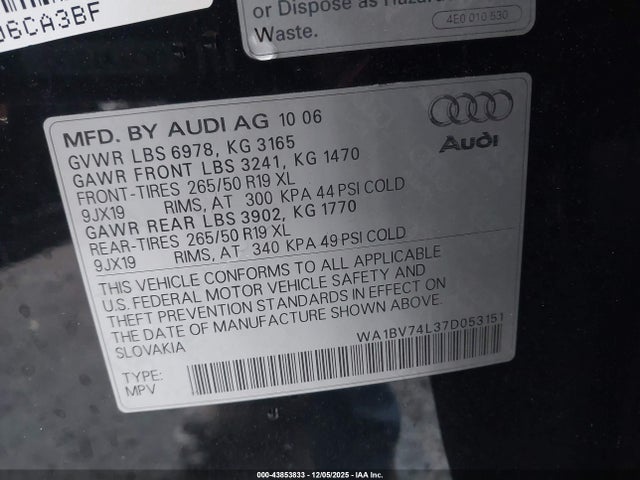 06CA3BF
or Dispose as Hazardous
Waste.
4E0 010 530
MFD. BY AUDI AG 10 06
GVWR LBS 6978, KG 3165
GAWR FRONT LBS 3241, KG 1470
FRONT-TIRES 265/50 R19 XL
9JX19 RIMS, AT 300 KPA 44 PSI COLD
GAWR REAR LBS 3902, KG 1770
REAR-TIRES 265/50 R19 XL
9JX19 RIMS, AT 340 KPA 49 PSI COLD
THIS VEHICLE CONFORMS TO ALL APPLICABLE
U.S. FEDERAL MOTOR VEHICLE SAFETY AND
THEFT PREVENTION STANDARDS IN EFFECT ON
THE DATE OF MANUFACTURE SHOWN ABOVE.
SLOVAKIA
WA1BV74L37D053151
TYPE:
MPV
Audi
000-43853833 - 12/05/2025 - IAA Inc.